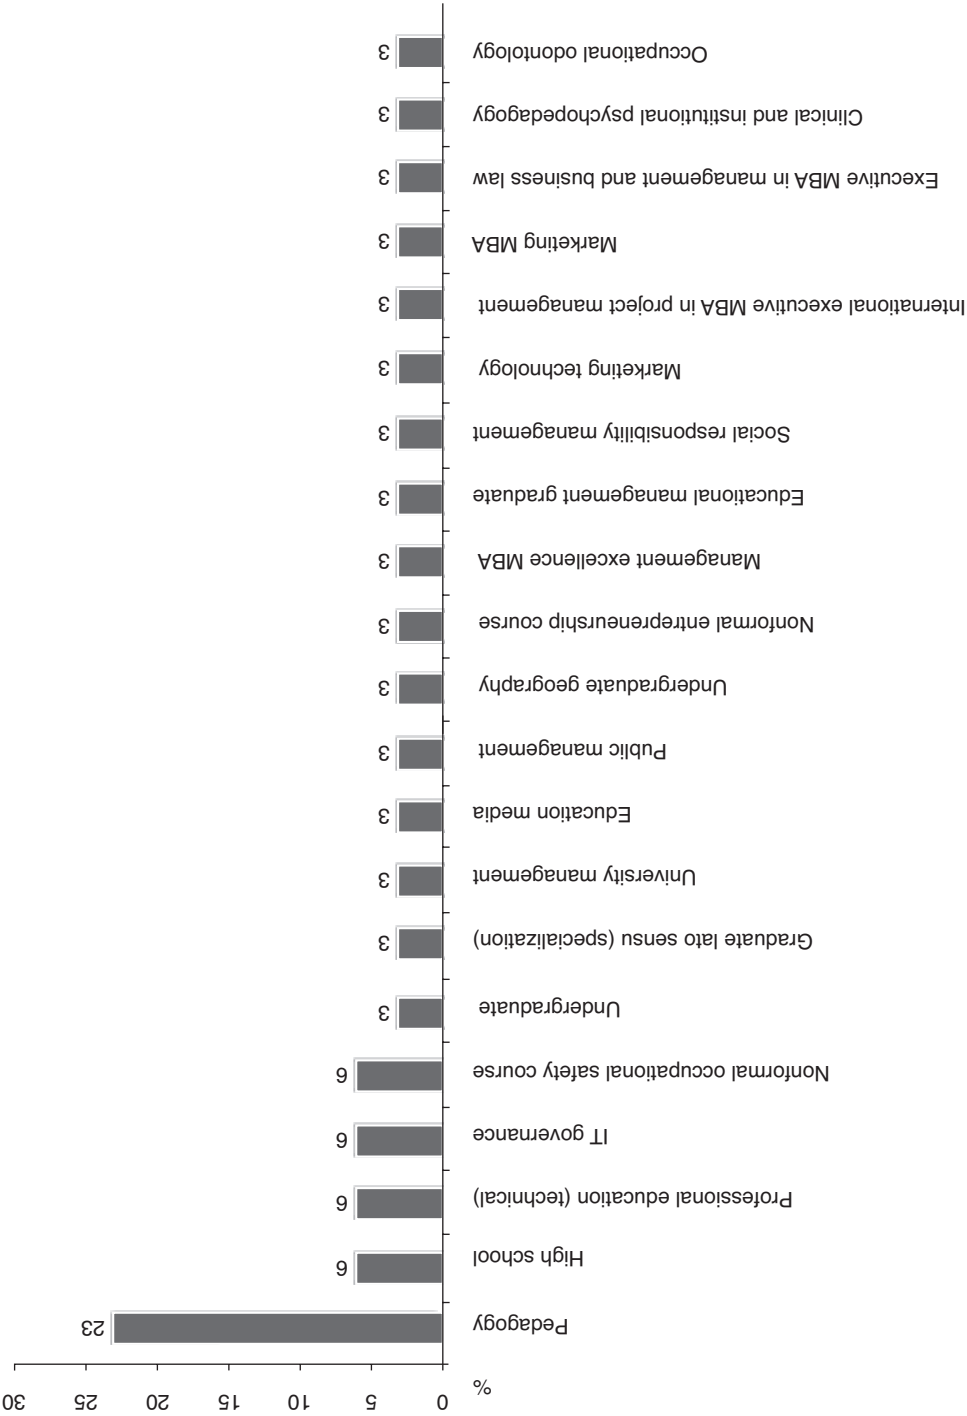 % 0 5 10 15 20 25 30
Pedagogy 23
High school 6
Professional education (technical) 6
IT governance 6
Nonformal occupational safety course 6
Undergraduate 3
Graduate lato sensu (specialization) 3
University management 3
Education media 3
Public management 3
Undergraduate geography 3
Nonformal entrepreneurship course 3
Management excellence MBA 3
Educational management graduate 3
Social responsibility management 3
Marketing technology 3
International executive MBA in project management 3
Marketing MBA 3
Executive MBA in management and business law 3
Clinical and institutional psychopedagogy 3
Occupational odontology 3